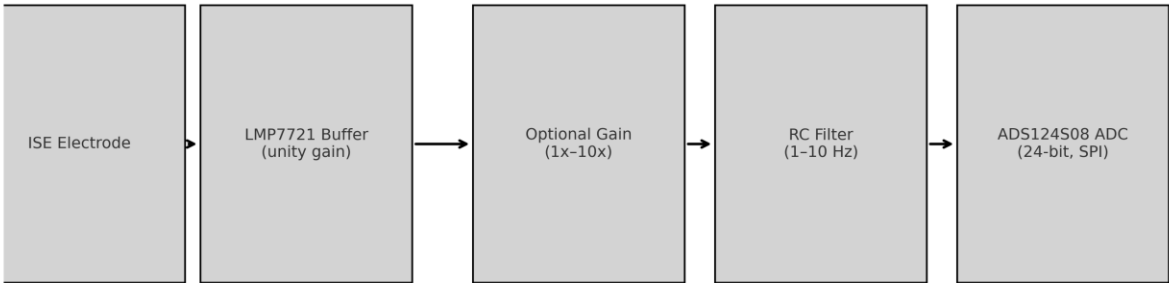 ISE Electrode
LMP7721 Buffer
(unity gain)
Optional Gain
(1x–10x)
RC Filter
(1–10 Hz)
ADS124S08 ADC
(24-bit, SPI)